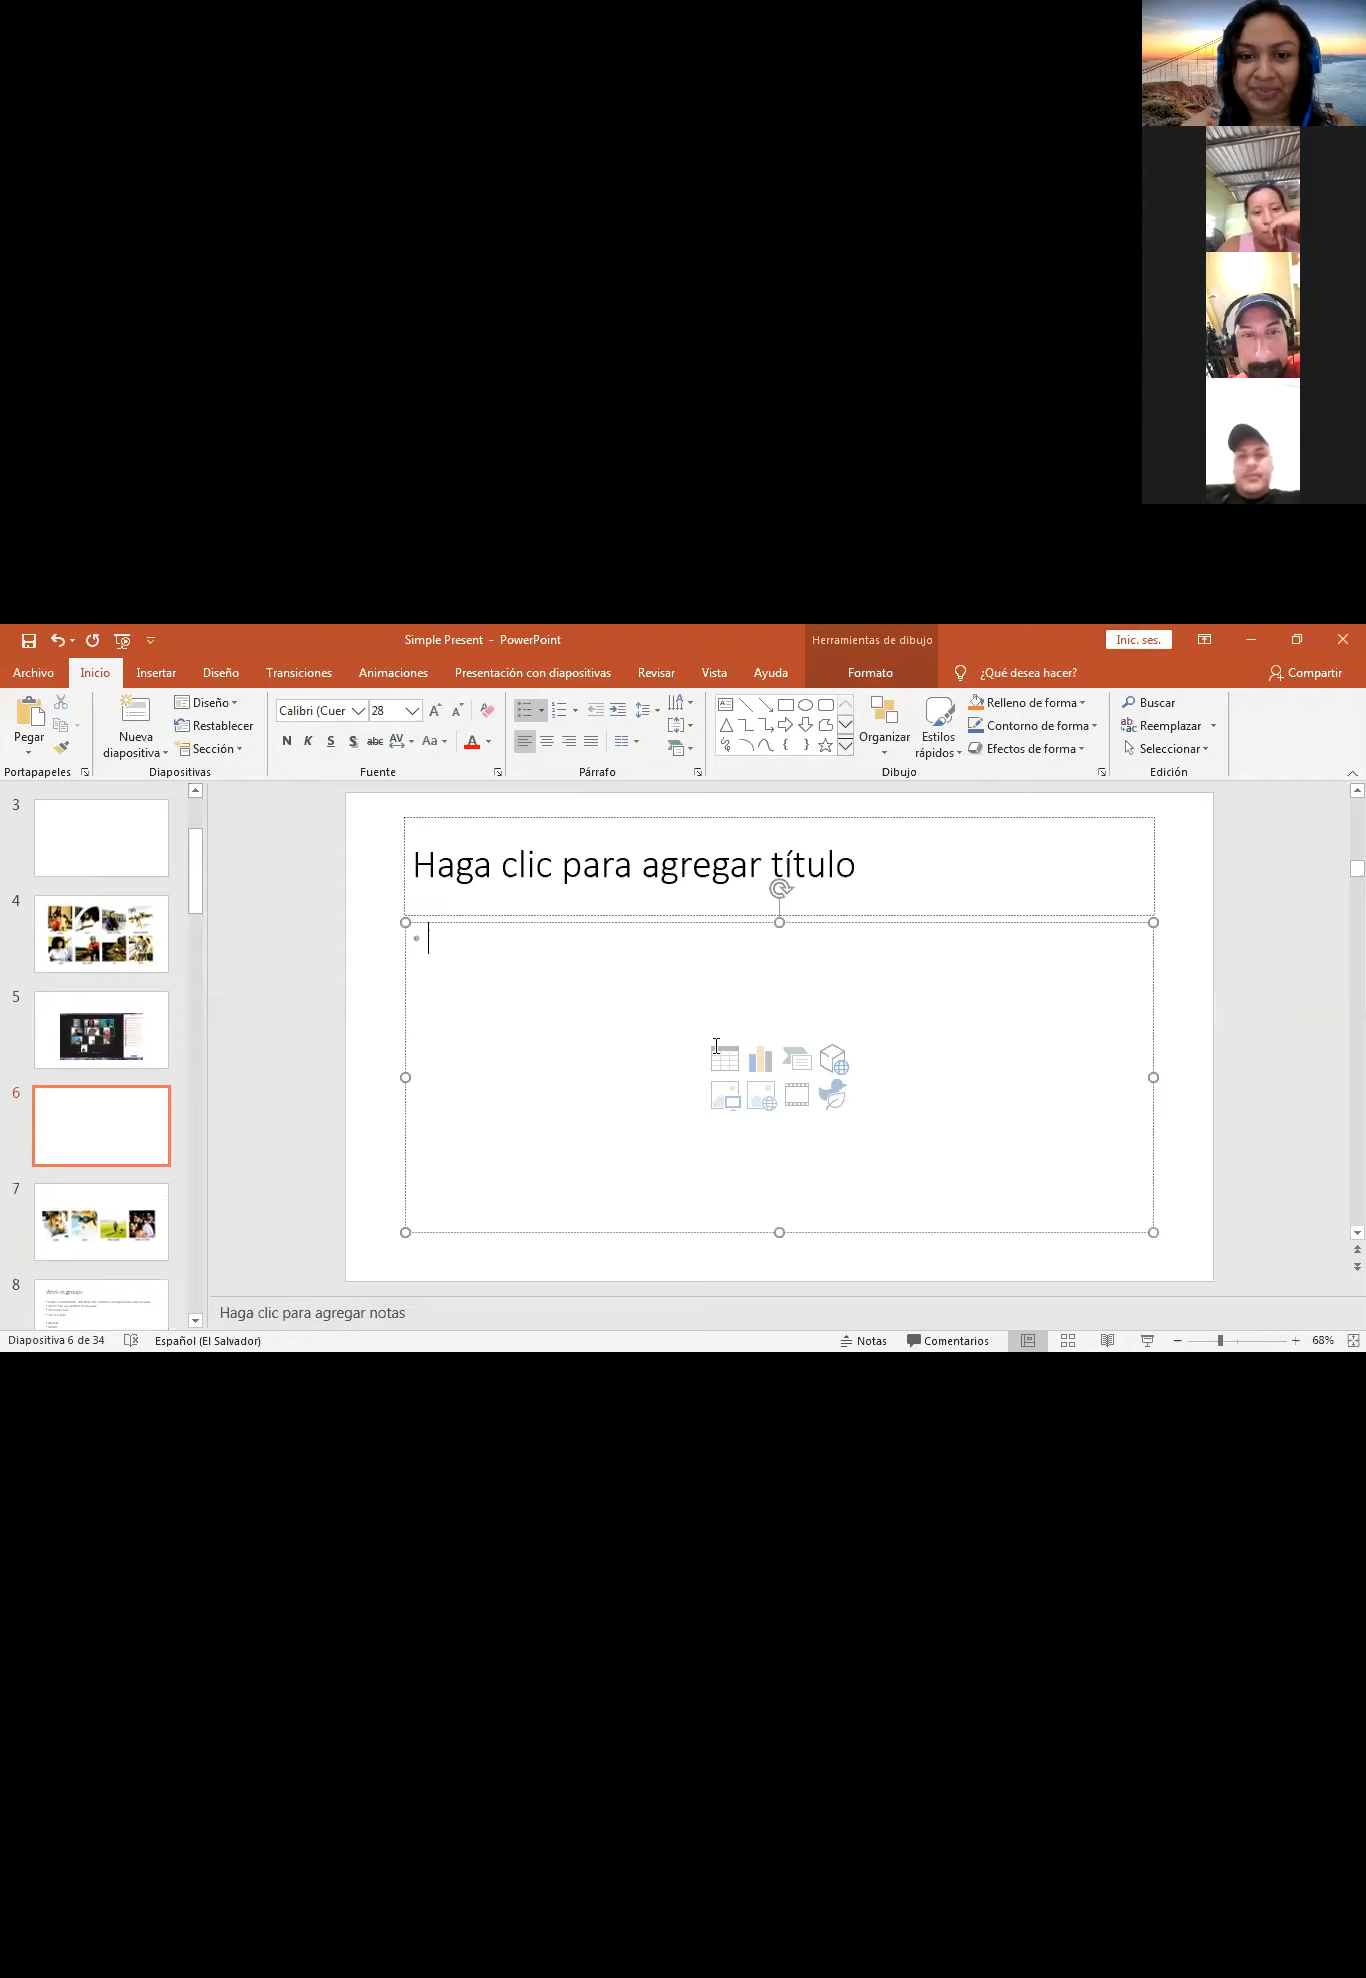 Simple Present - PowerPoint
Herramientas de dibujo
Inic. ses.
Archivo Inicio Insertar Diseño Transiciones Animaciones Presentación con diapositivas Revisar Vista Ayuda Formato ¿Qué desea hacer? Compartir
Pegar
Portapapeles
Nueva diapositiva
Diseño
Restablecer
Sección
Diapositivas
Calibri (Cuer 28
N K S S abc AV Aa A
Fuente
Párrafo
Organizar
Estilos rápidos
Relleno de forma
Contorno de forma
Efectos de forma
Dibujo
Buscar
Reemplazar
Seleccionar
Edición
3
4
5
6
7
8
Work in groups
Haga clic para agregar título
Haga clic para agregar notas
Diapositiva 6 de 34 Español (El Salvador) Notas Comentarios 68%